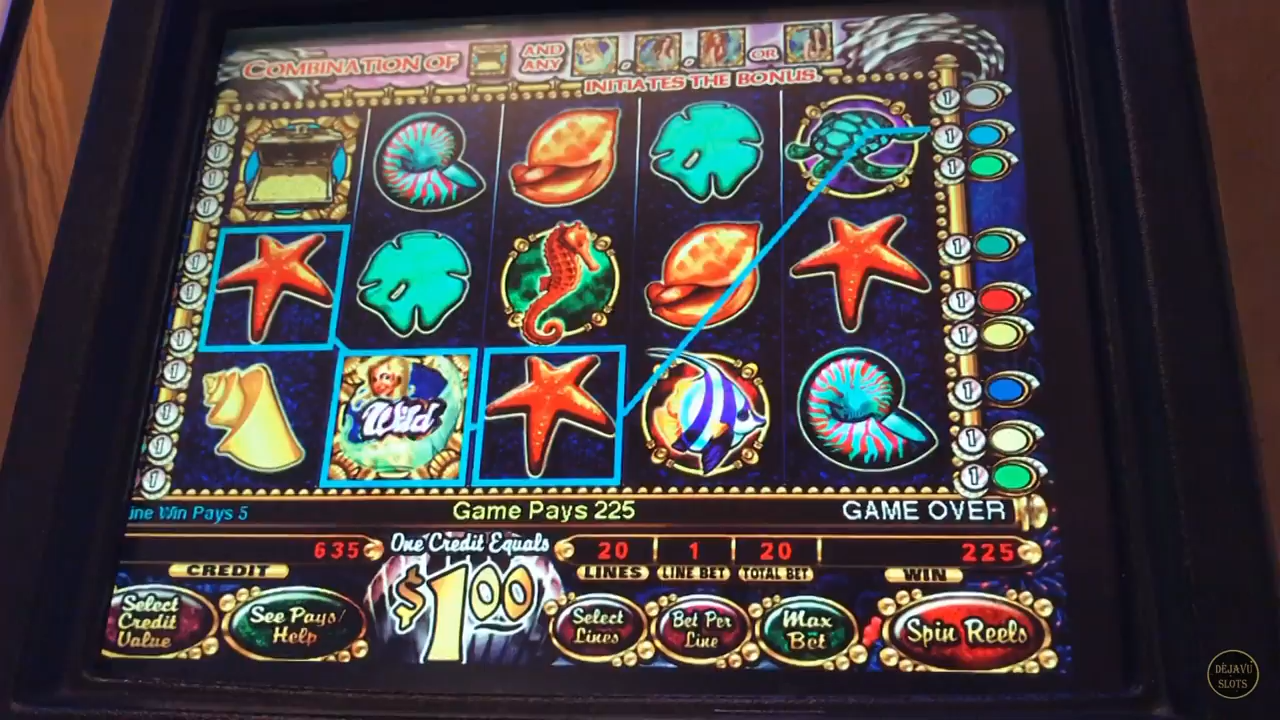 COMBINATION OF AND ANY , , OR
INITIATES THE BONUS.
Wild
ine Win Pays 5
Game Pays 225
GAME OVER
635
One Credit Equals
20
1
20
225
CREDIT
$1.00
LINES
LINE BET
TOTAL BET
WIN
Select Credit Value
See Pays/ Help
Select Lines
Bet Per Line
Max Bet
Spin Reels
DÉJAVÚ
SLOTS